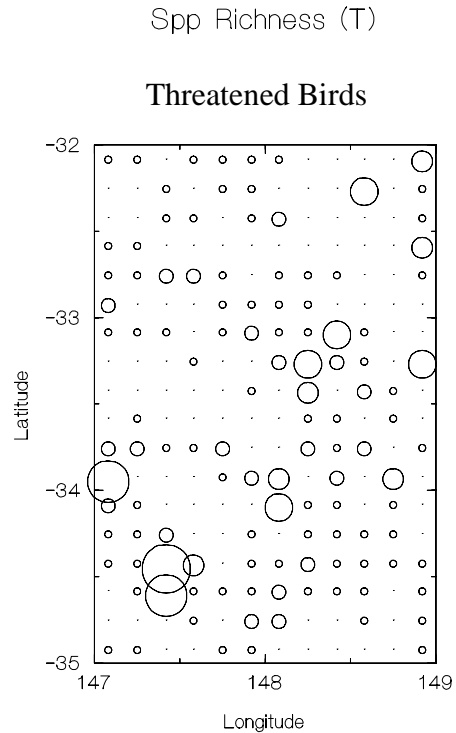 Spp Richness (T)
Threatened Birds
-32
-33
Latitude
-34
-35
147 148 149
Longitude